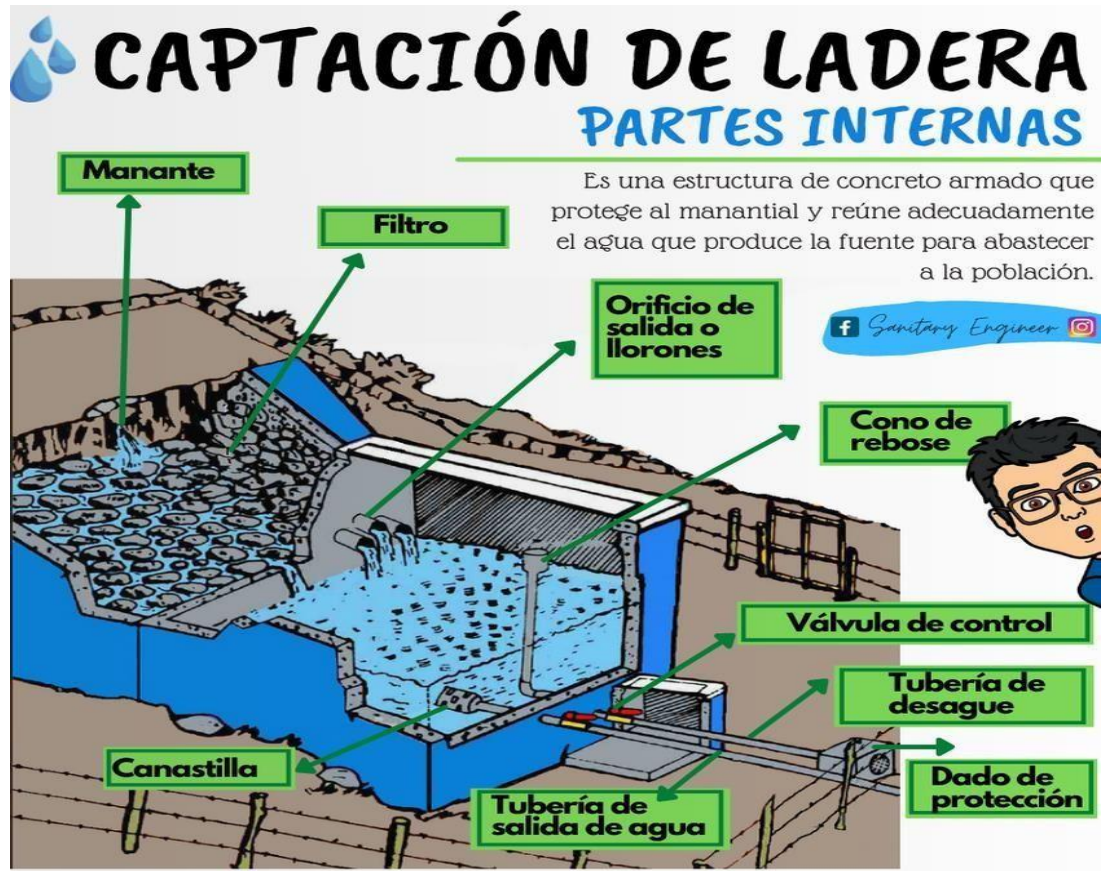 CAPTACIÓN DE LADERA
PARTES INTERNAS
Es una estructura de concreto armado que
protege al manantial y reúne adecuadamente
el agua que produce la fuente para abastecer
a la población.
Sanitary Engineer
Manante
Filtro
Orificio de
salida o
llorones
Cono de
rebose
Válvula de control
Tubería de
desague
Dado de
protección
Canastilla
Tubería de
salida de agua